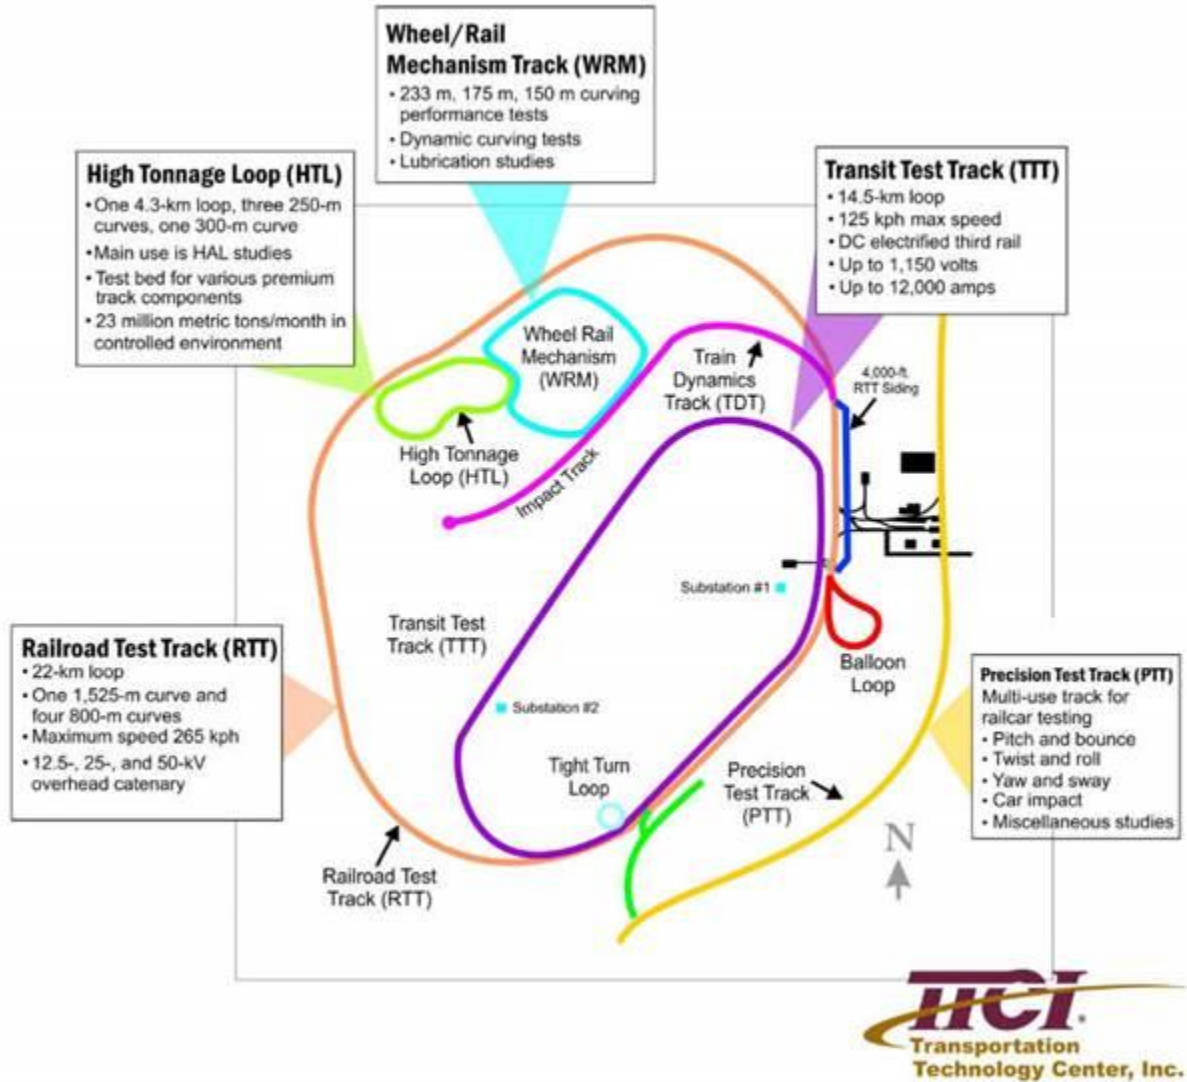 Wheel/Rail
Mechanism Track (WRM)
• 233 m, 175 m, 150 m curving
performance tests
• Dynamic curving tests
• Lubrication studies
High Tonnage Loop (HTL)
• One 4.3-km loop, three 250-m
curves, one 300-m curve
• Main use is HAL studies
• Test bed for various premium
track components
• 23 million metric tons/month in
controlled environment
Transit Test Track (TTT)
• 14.5-km loop
• 125 kph max speed
• DC electrified third rail
• Up to 1,150 volts
• Up to 12,000 amps
Wheel Rail
Mechanism
(WRM)
Train
Dynamics
Track (TDT)
4,000-ft.
RTT Siding
High Tonnage
Loop (HTL)
Impact Track
Substation #1
Transit Test
Track (TTT)
Balloon
Loop
Railroad Test Track (RTT)
• 22-km loop
• One 1,525-m curve and
four 800-m curves
• Maximum speed 265 kph
• 12.5-, 25-, and 50-kV
overhead catenary
Substation #2
Precision Test Track (PTT)
Multi-use track for
railcar testing
• Pitch and bounce
• Twist and roll
• Yaw and sway
• Car impact
• Miscellaneous studies
Tight Turn
Loop
Precision
Test Track
(PTT)
N
Railroad Test
Track (RTT)
TTCI
Transportation
Technology Center, Inc.